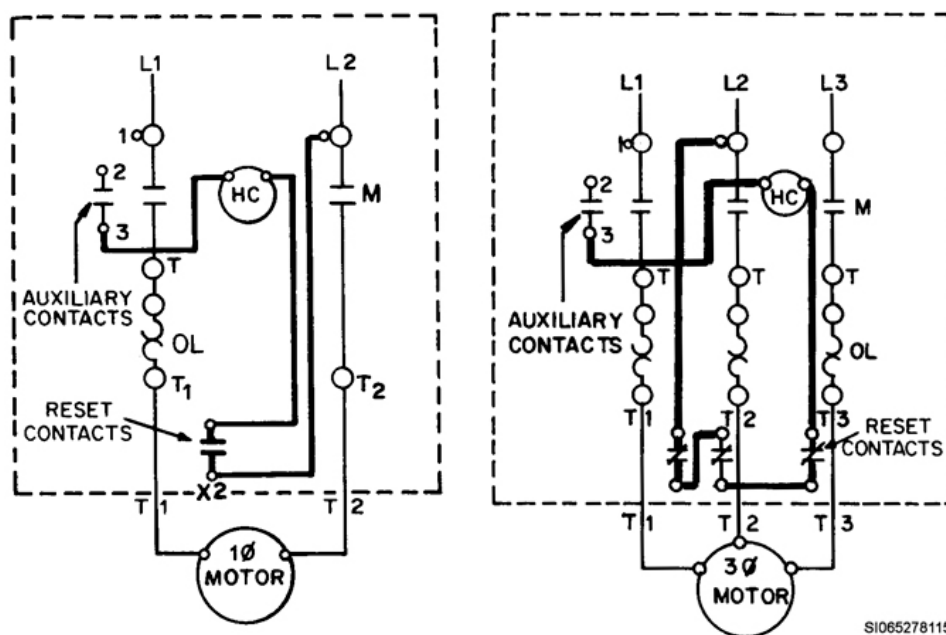 L1 L2
1
2
HC
M
3
T
AUXILIARY
CONTACTS
OL
T1
T2
RESET
CONTACTS
X2
T1 T2
1Ø
MOTOR
L1 L2 L3
1
2
HC
M
3
T T T
AUXILIARY
CONTACTS
OL
T1 T2 T3
RESET
CONTACTS
T1 T2 T3
3Ø
MOTOR
SI065278115